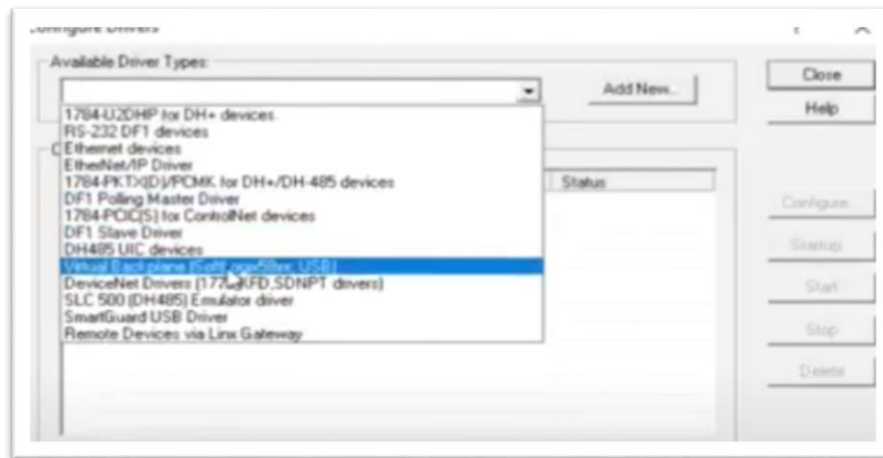 Configure Drivers
Available Driver Types:
Add New...
Close
Help
1784-U2DHP for DH+ devices
RS-232 DF1 devices
Ethernet devices
EtherNet/IP Driver
1784-PKTX(D)/PCMK for DH+/DH-485 devices
DF1 Polling Master Driver
1784-PCIC(S) for ControlNet devices
DF1 Slave Driver
DH485 UIC devices
Virtual Backplane (SoftLogix58xx, USB)
DeviceNet Drivers (1770-KFD,SDNPT drivers)
SLC 500 (DH485) Emulator driver
SmartGuard USB Driver
Remote Devices via Linx Gateway
Status
Configure...
Startup
Start
Stop
Delete